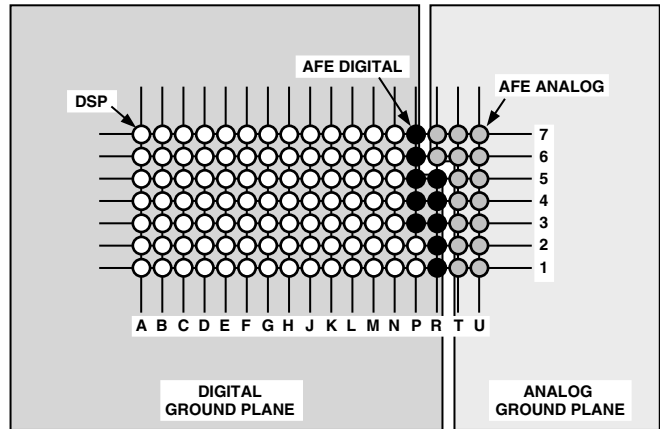 AFE DIGITAL
DSP
AFE ANALOG
7
6
5
4
3
2
1
A B C D E F G H J K L M N P R T U
DIGITAL
GROUND PLANE
ANALOG
GROUND PLANE